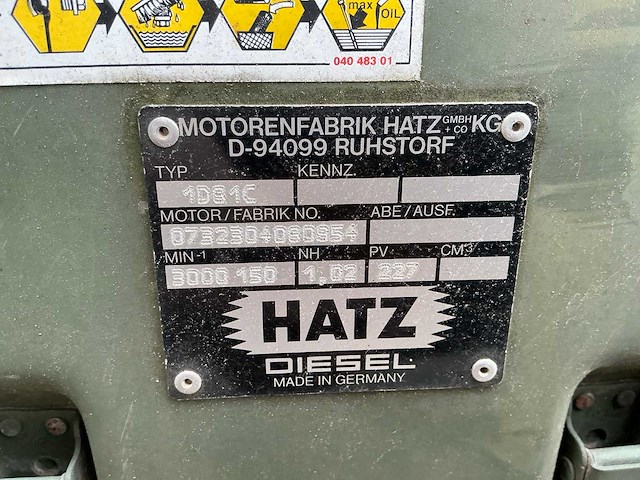 max OiL
040 483 01
MOTORENFABRIK HATZ GMBH + CO KG
D-94099 RUHSTORF
TYP KENNZ.
1D81C
MOTOR/FABRIK NO. ABE/AUSF.
0732304080954
MIN-1 NH PV CM3
3000 150 1,02 227
HATZ
DIESEL
MADE IN GERMANY